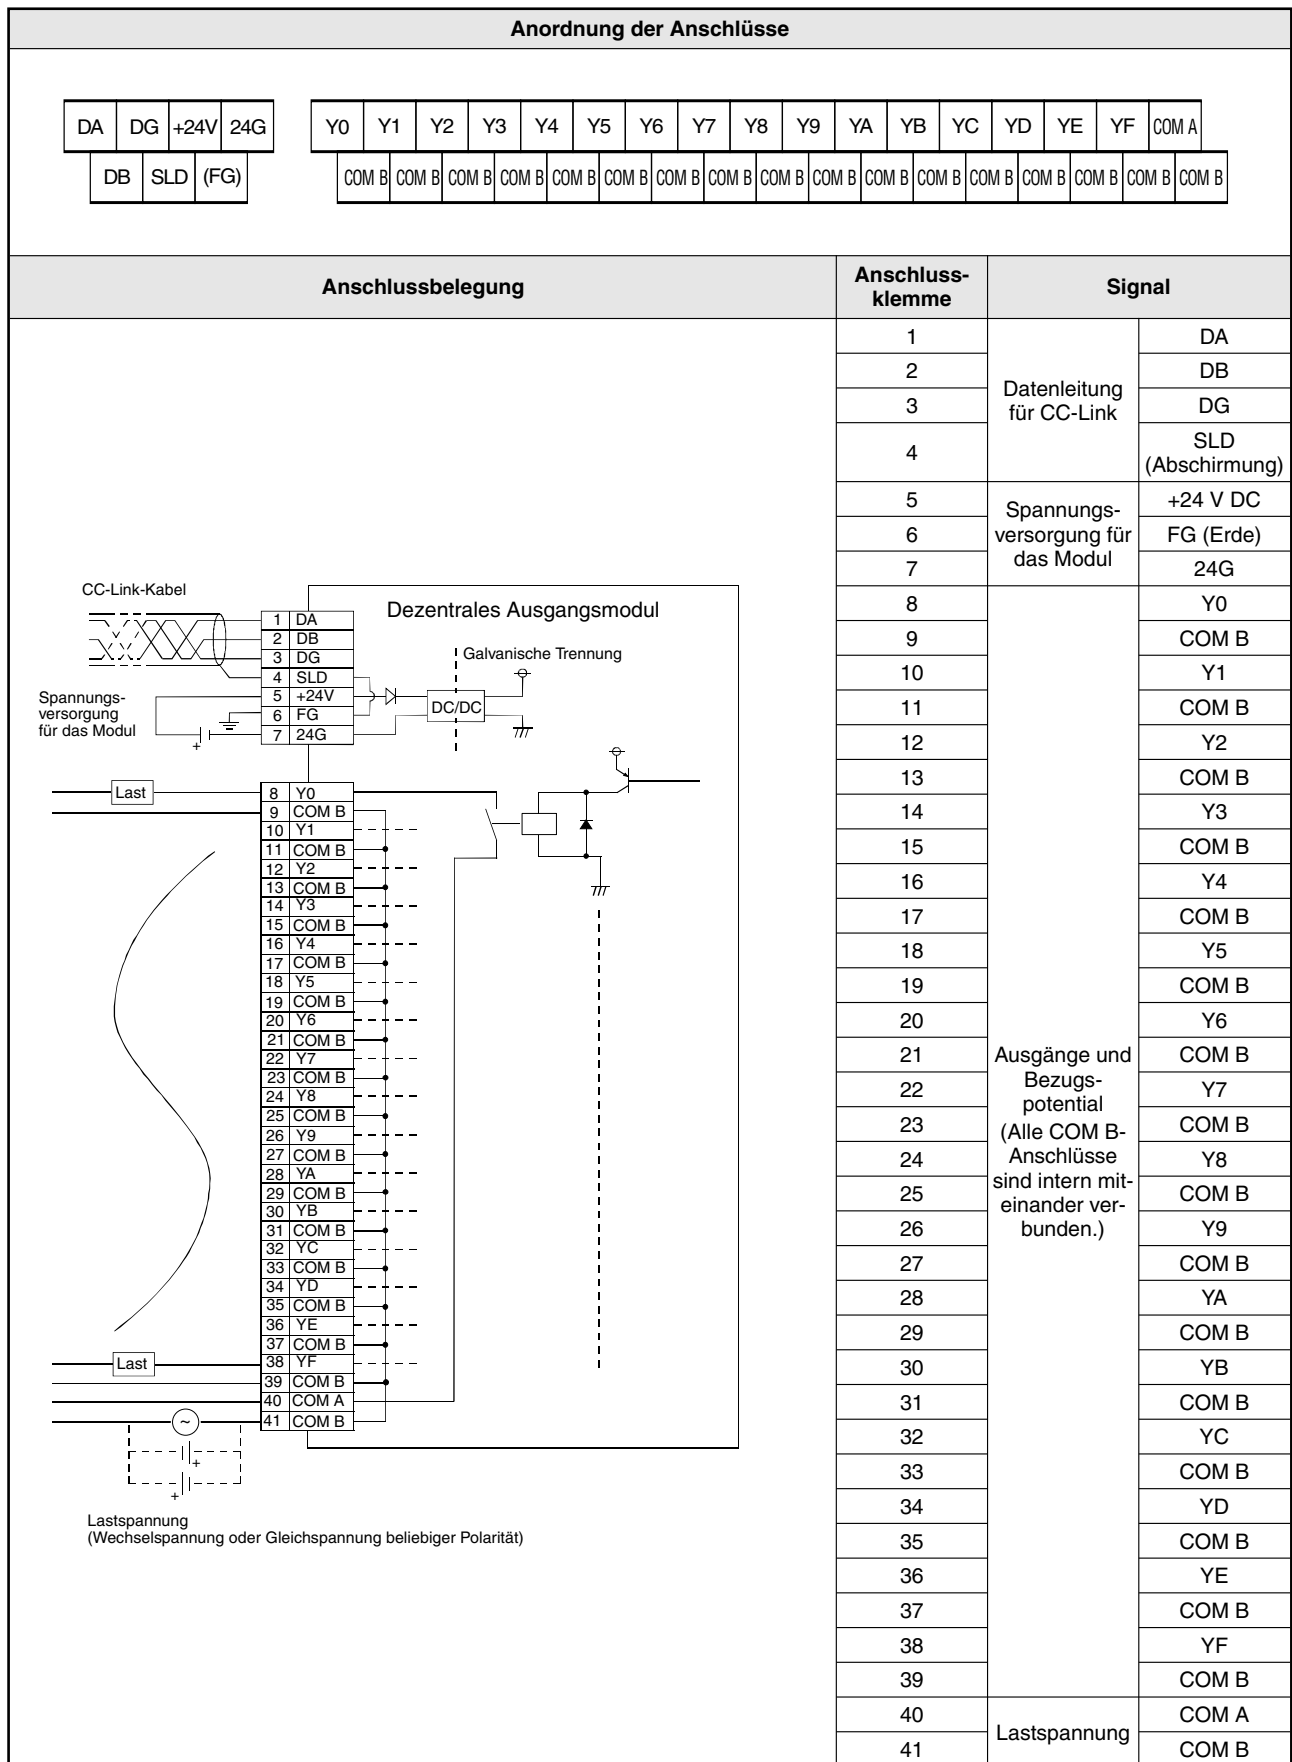 Anordnung der Anschlüsse
DA DG +24V 24G Y0 Y1 Y2 Y3 Y4 Y5 Y6 Y7 Y8 Y9 YA YB YC YD YE YF COM A
DB SLD (FG) COM B COM B COM B COM B COM B COM B COM B COM B COM B COM B COM B COM B COM B COM B COM B COM B COM B
Anschlussbelegung
Anschluss-
klemme
Signal
CC-Link-Kabel
Dezentrales Ausgangsmodul
Galvanische Trennung
DC/DC
Spannungs-
versorgung
für das Modul
+
1 DA
2 DB
3 DG
4 SLD
5 +24V
6 FG
7 24G
Last
8 Y0
9 COM B
10 Y1
11 COM B
12 Y2
13 COM B
14 Y3
15 COM B
16 Y4
17 COM B
18 Y5
19 COM B
20 Y6
21 COM B
22 Y7
23 COM B
24 Y8
25 COM B
26 Y9
27 COM B
28 YA
29 COM B
30 YB
31 COM B
32 YC
33 COM B
34 YD
35 COM B
36 YE
37 COM B
Last
38 YF
39 COM B
40 COM A
41 COM B
~
+
+
Lastspannung
(Wechselspannung oder Gleichspannung beliebiger Polarität)
1 DA
2 DB
3 DG
4 SLD
(Abschirmung)
Datenleitung
für CC-Link
5 +24 V DC
6 FG (Erde)
7 24G
Spannungs-
versorgung für
das Modul
8 Y0
9 COM B
10 Y1
11 COM B
12 Y2
13 COM B
14 Y3
15 COM B
16 Y4
17 COM B
18 Y5
19 COM B
20 Y6
21 COM B
22 Y7
23 COM B
24 Y8
25 COM B
26 Y9
27 COM B
28 YA
29 COM B
30 YB
31 COM B
32 YC
33 COM B
34 YD
35 COM B
36 YE
37 COM B
38 YF
39 COM B
Ausgänge und
Bezugs-
potential
(Alle COM B-
Anschlüsse
sind intern mit-
einander ver-
bunden.)
40 COM A
41 COM B
Lastspannung